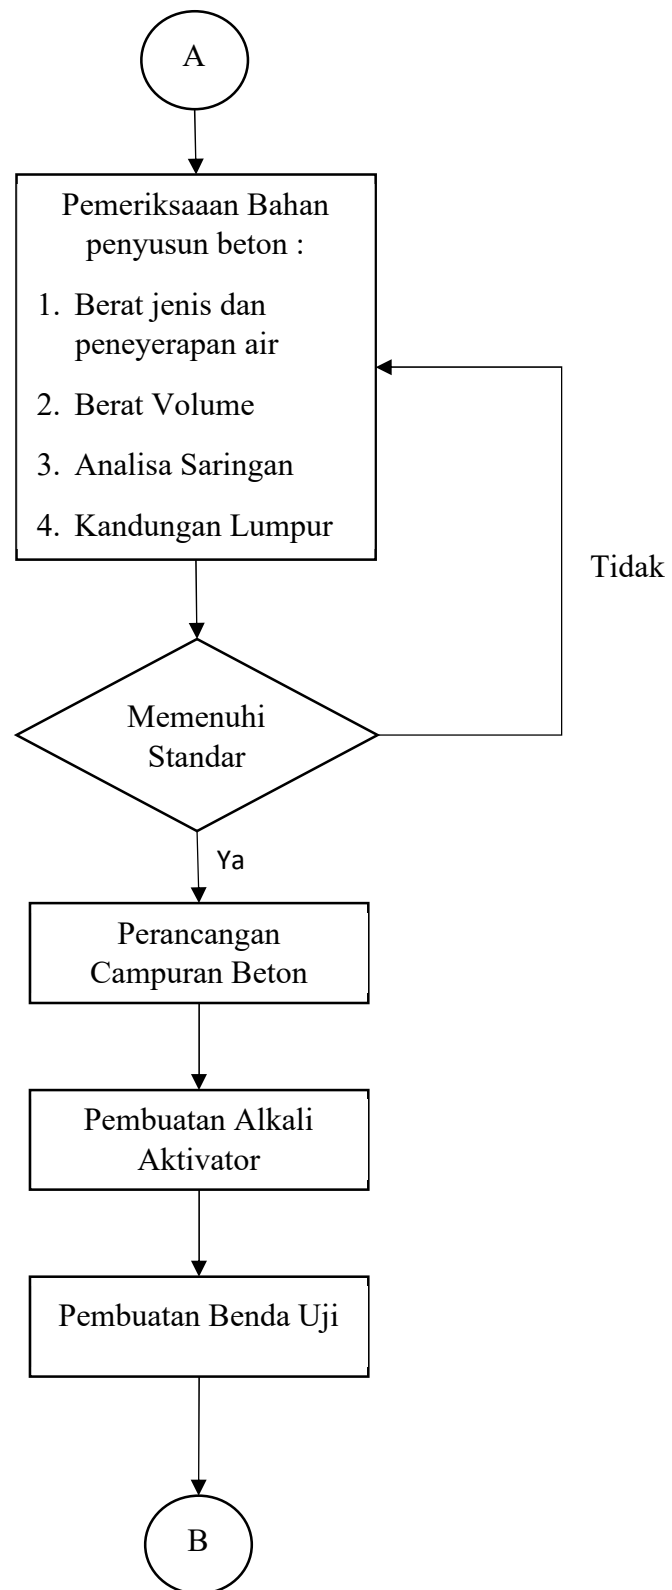 A
Pemeriksaaan Bahan
penyusun beton :
1. Berat jenis dan
peneyerapan air
2. Berat Volume
3. Analisa Saringan
4. Kandungan Lumpur
Tidak
Memenuhi
Standar
Ya
Perancangan
Campuran Beton
Pembuatan Alkali
Aktivator
Pembuatan Benda Uji
B